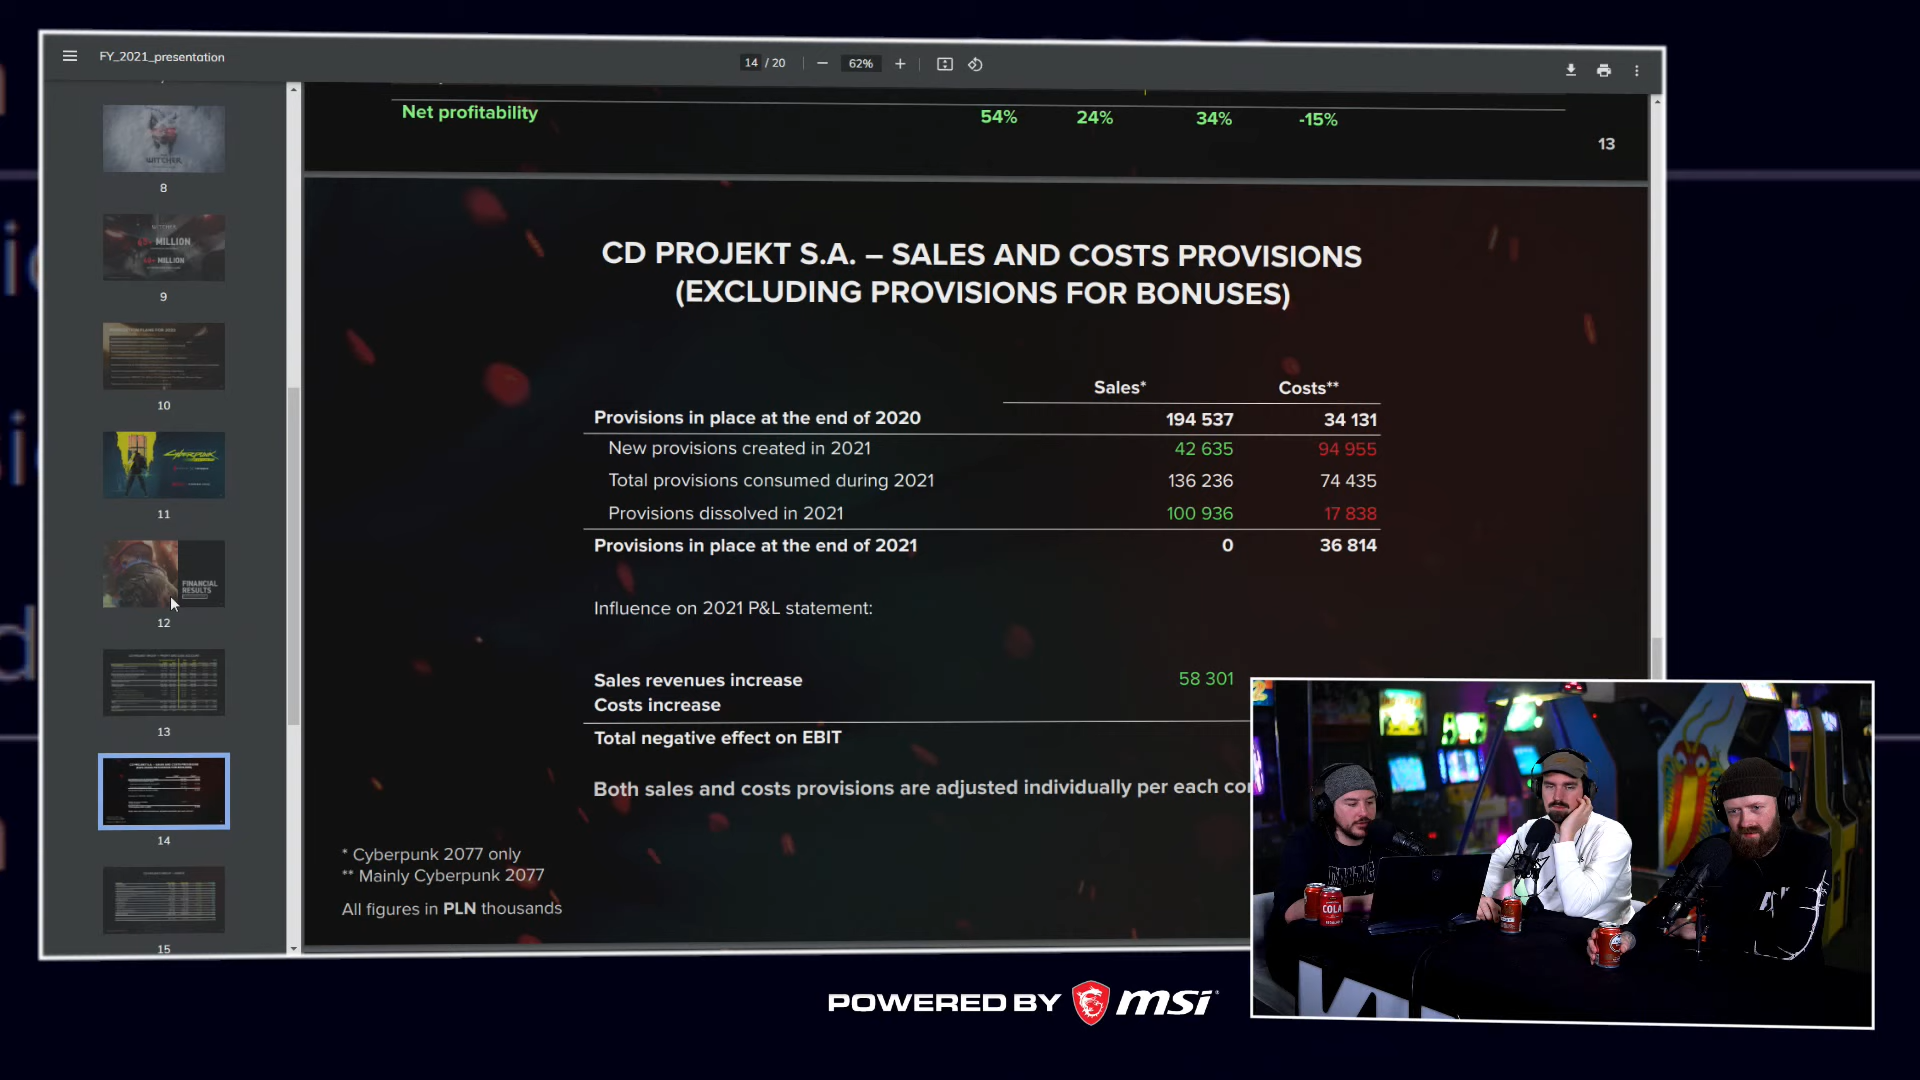 FY_2021_presentation
14 / 20
62%
Net profitability 54% 24% 34% -15%
13
CD PROJEKT S.A. – SALES AND COSTS PROVISIONS
(EXCLUDING PROVISIONS FOR BONUSES)
Sales* Costs**
Provisions in place at the end of 2020 194 537 34 131
New provisions created in 2021 42 635 94 955
Total provisions consumed during 2021 136 236 74 435
Provisions dissolved in 2021 100 936 17 838
Provisions in place at the end of 2021 0 36 814
Influence on 2021 P&L statement:
Sales revenues increase 58 301
Costs increase
Total negative effect on EBIT
Both sales and costs provisions are adjusted individually per each
* Cyberpunk 2077 only
** Mainly Cyberpunk 2077
All figures in PLN thousands
WITCHER
8
MILLION
MILLION
9
10
11
FINANCIAL
RESULTS
12
13
14
15
COLA
POWERED BY msi